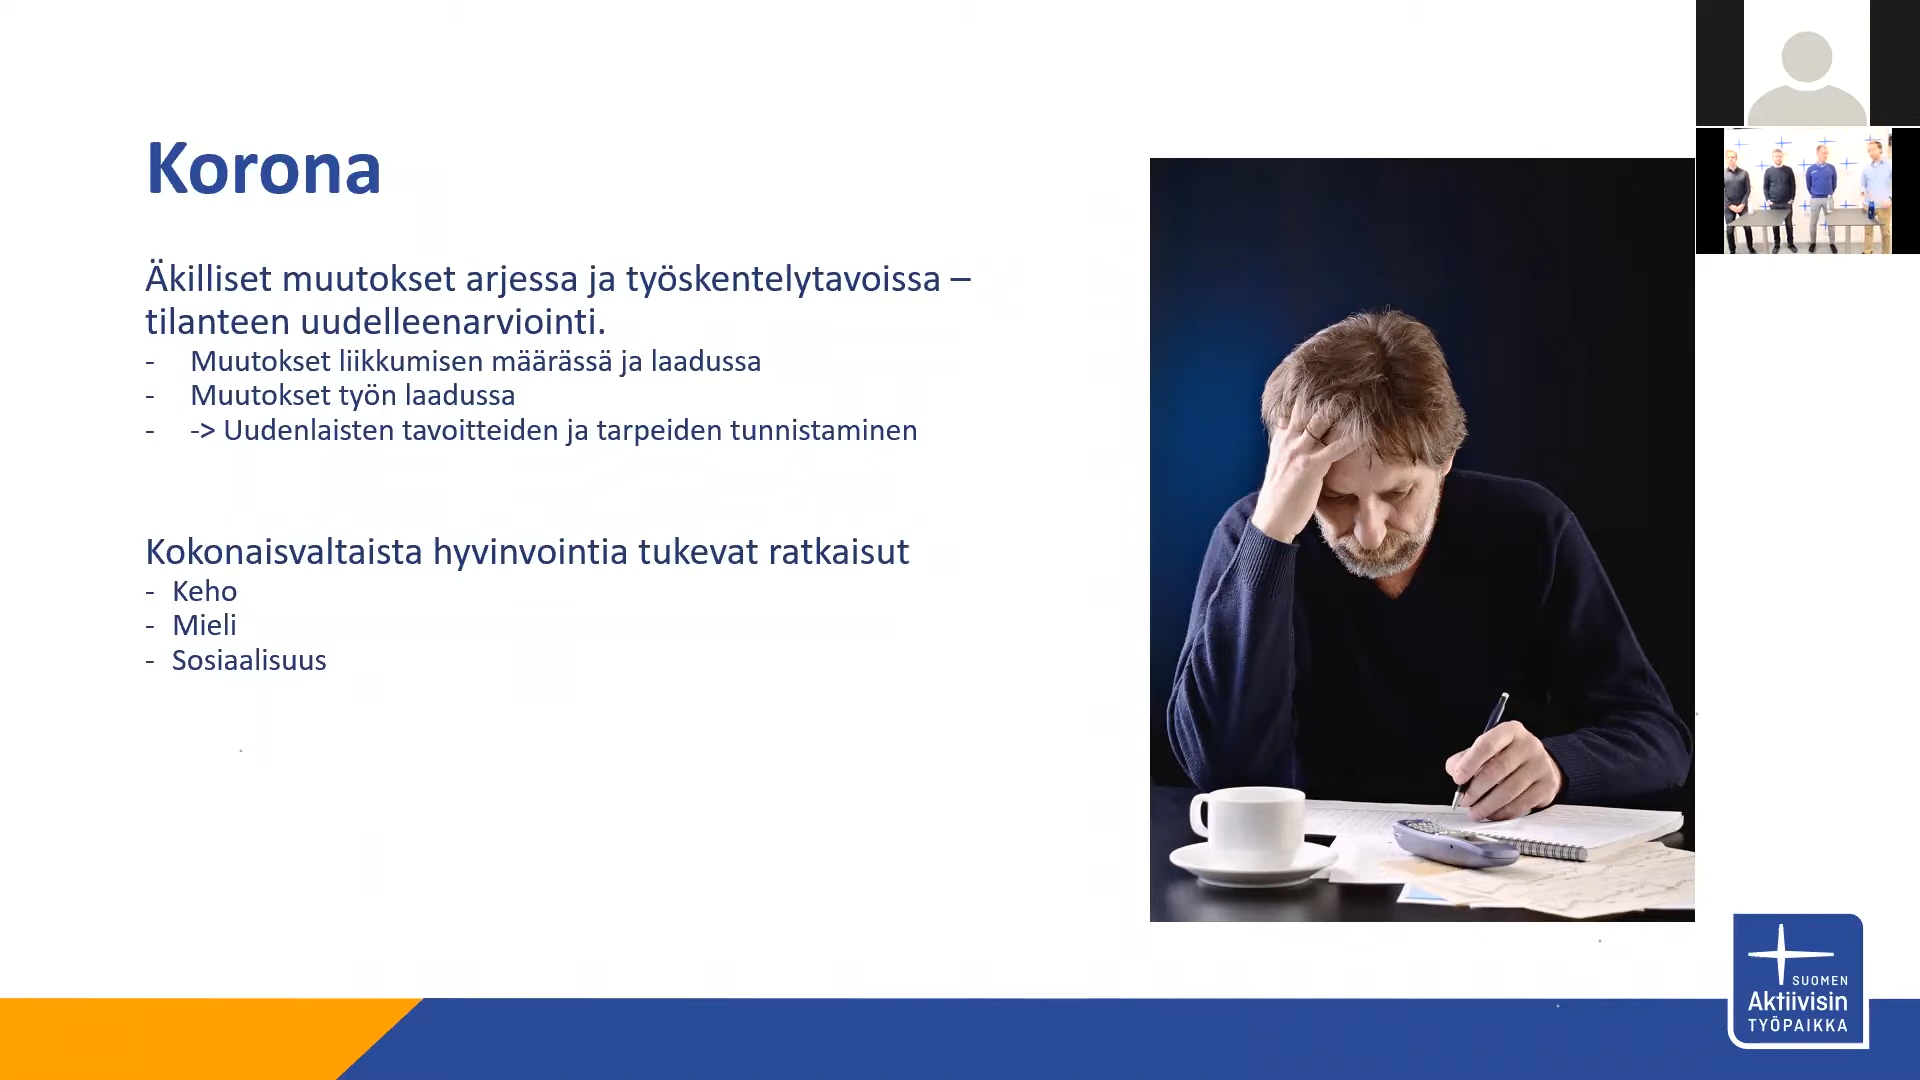 Korona
Äkilliset muutokset arjessa ja työskentelytavoissa –
tilanteen uudelleenarviointi.
- Muutokset liikkumisen määrässä ja laadussa
- Muutokset työn laadussa
- -> Uudenlaisten tavoitteiden ja tarpeiden tunnistaminen
Kokonaisvaltaista hyvinvointia tukevat ratkaisut
- Keho
- Mieli
- Sosiaalisuus
SUOMEN
Aktiivisin
TYÖPAIKKA